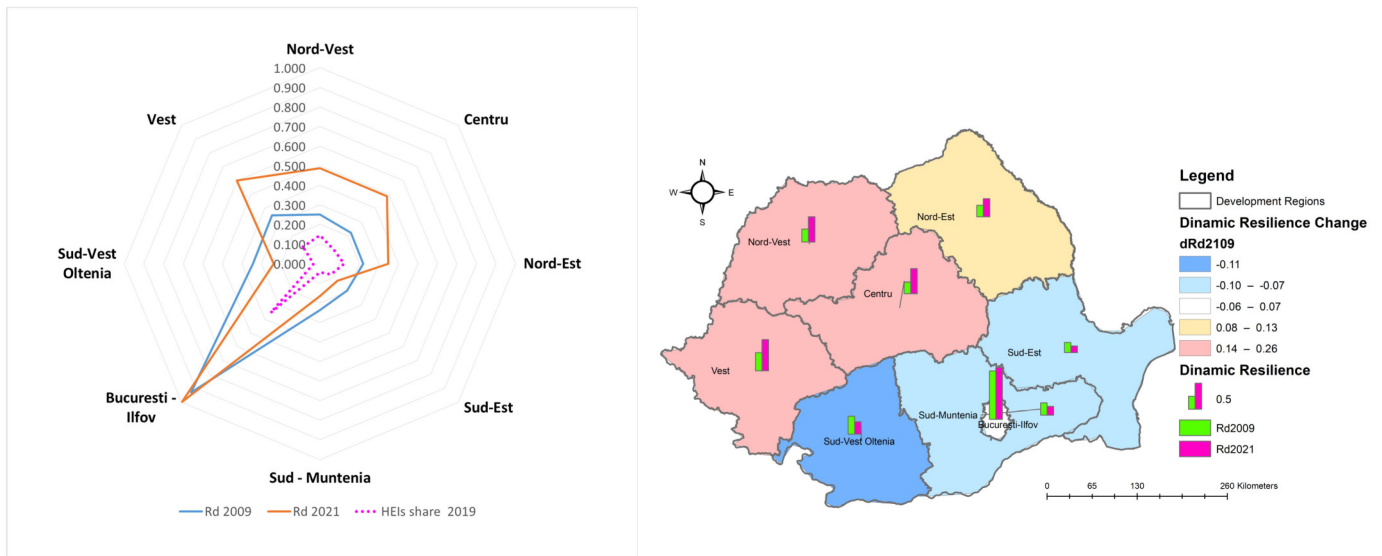 Nord-Vest
1.000
0.900
0.800
0.700
0.600
0.500
0.400
0.300
0.200
0.100
0.000
Centru
Nord-Est
Sud-Est
Sud - Muntenia
Bucuresti -
Ilfov
Sud-Vest
Oltenia
Vest
Rd 2009
Rd 2021
HEIs share 2019
N
W
E
S
Nord-Vest
Nord-Est
Centru
Vest
Sud-Est
Sud-Muntenia
București-Ilfov
Sud-Vest Oltenia
Legend
Development Regions
Dinamic Resilience Change
dRd2109
-0.11
-0.10 – -0.07
-0.06 – 0.07
0.08 – 0.13
0.14 – 0.26
Dinamic Resilience
0.5
Rd2009
Rd2021
0 65 130 260 Kilometers